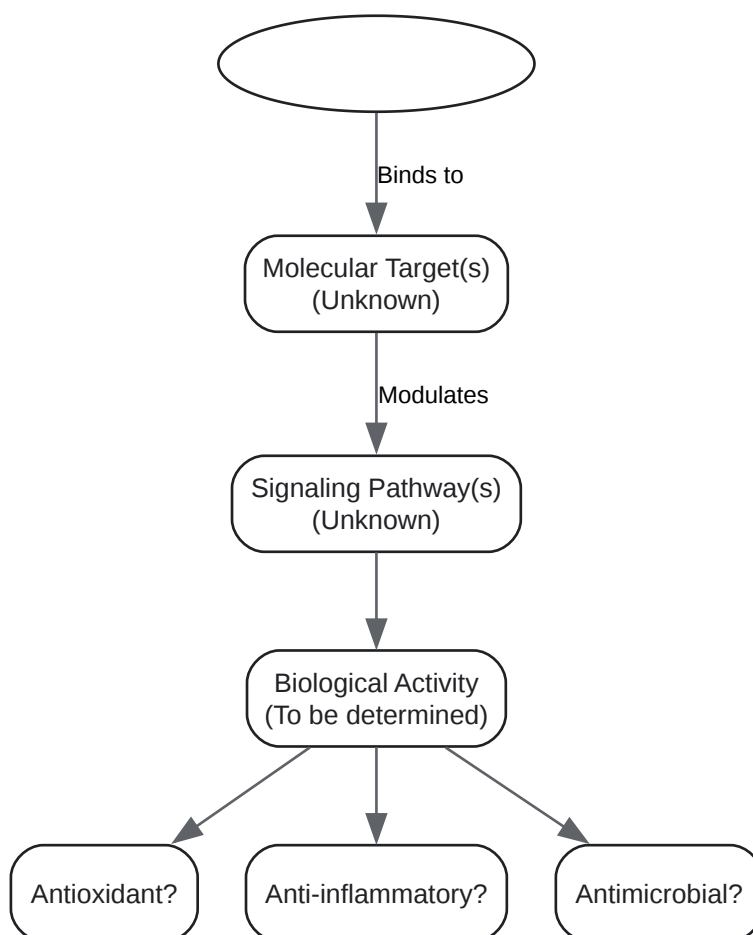 Binds to
Molecular Target(s)
(Unknown)
Modulates
Signaling Pathway(s)
(Unknown)
Biological Activity
(To be determined)
Antioxidant?
Anti-inflammatory?
Antimicrobial?